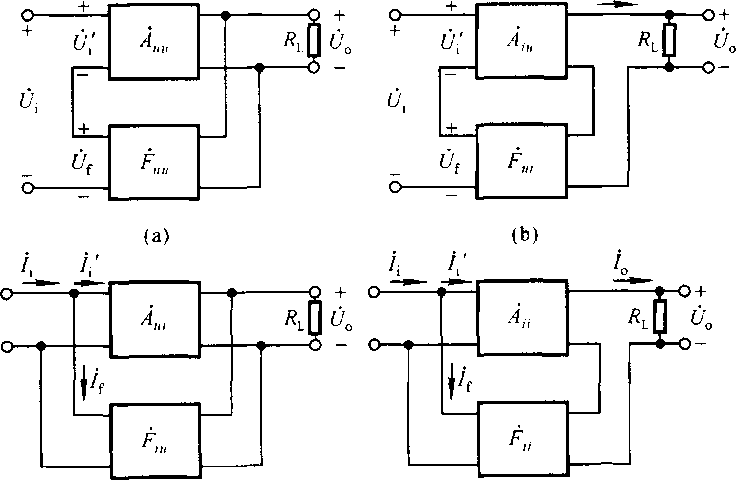 + + +
U̇i′ Ȧuu RL U̇o
+ − −
U̇i
+
U̇f Ḟuu
− −
(a)
+ + +
U̇i′ Ȧiu RL U̇o
+ − −
U̇i
+
U̇f Ḟui
− −
(b)
İi İi′
Ȧui RL + U̇o −
İf
Ḟiu
İi İi′ İo
Ȧii RL + U̇o −
İf
Ḟii